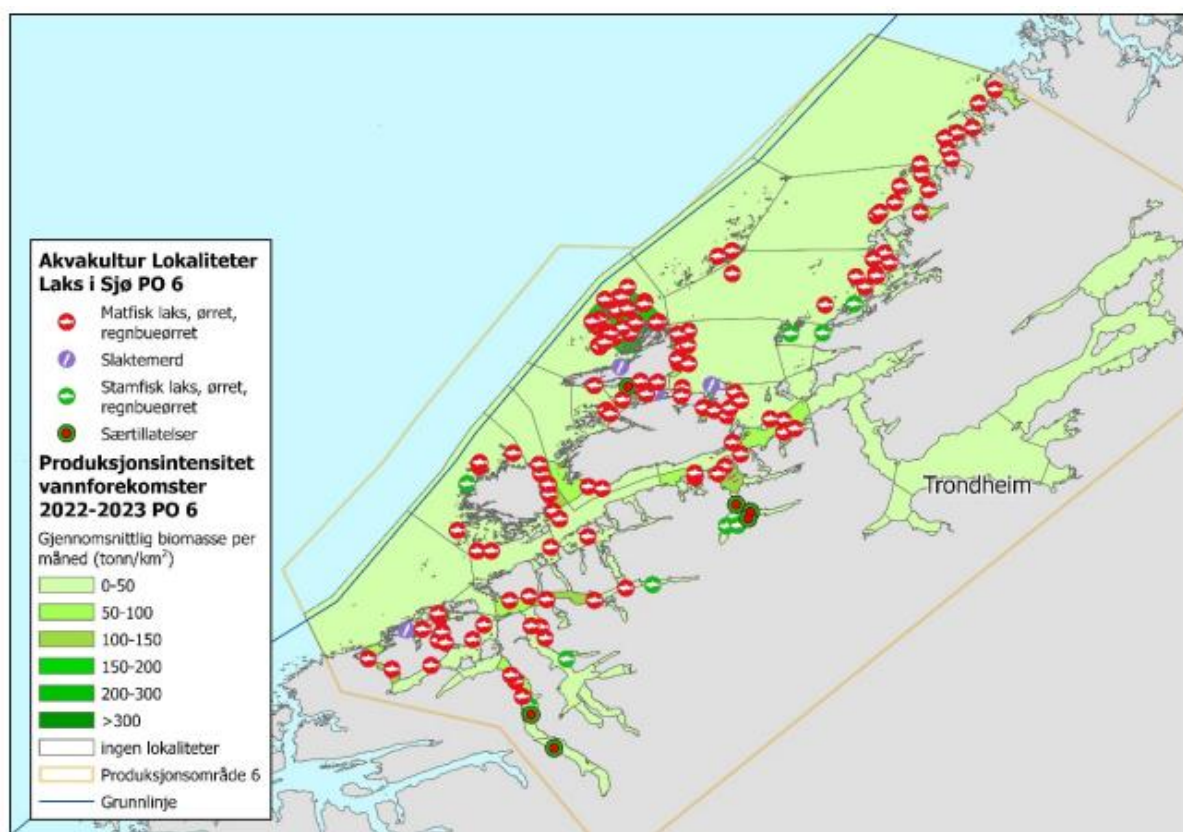 Akvakultur Lokaliteter
Laks i Sjø PO 6
Matfisk laks, ørret,
regnbueørret
Slaktemerd
Stamfisk laks, ørret,
regnbueørret
Særtillatelser
Produksjonsintensitet
vannforekomster
2022-2023 PO 6
Gjennomsnittlig biomasse per
måned (tonn/km²)
0-50
50-100
100-150
150-200
200-300
>300
ingen lokaliteter
Produksjonsområde 6
Grunnlinje
Trondheim